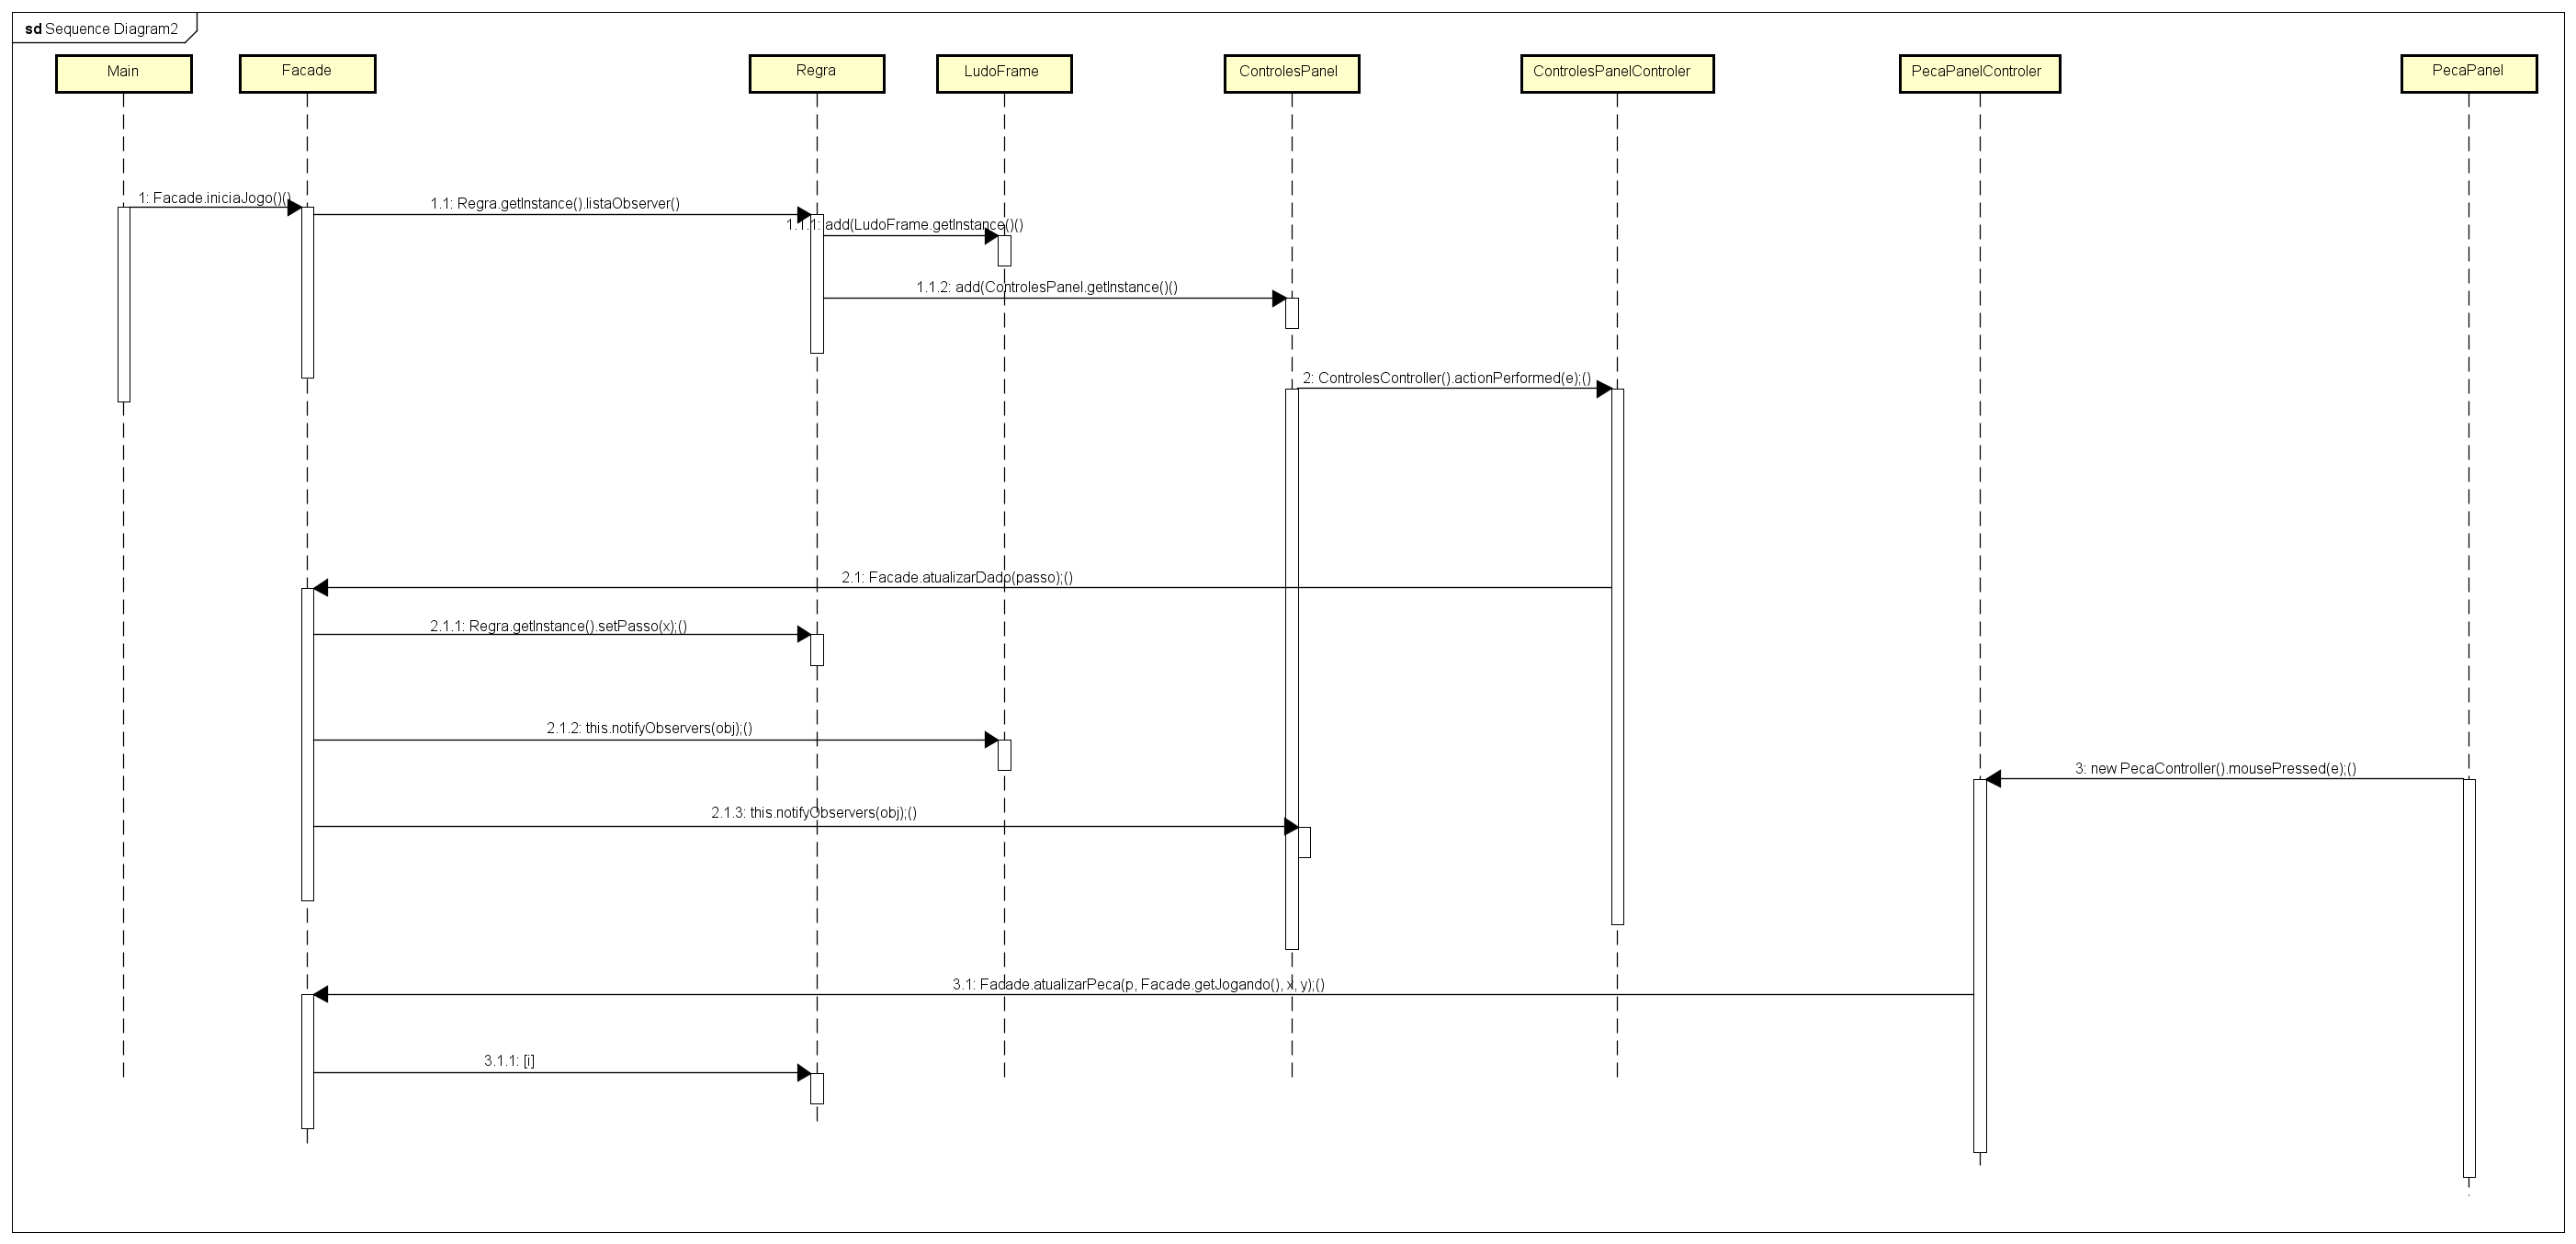 sd Sequence Diagram2
Main
Facade
Regra
LudoFrame
ControlesPanel
ControlesPanelControler
PecaPanelControler
PecaPanel
1: Facade.iniciaJogo()()
1.1: Regra.getInstance().listaObserver()
1.1.1: add(LudoFrame.getInstance()()
1.1.2: add(ControlesPanel.getInstance()()
2: ControlesController().actionPerformed(e);()
2.1: Facade.atualizarDado(passo);()
2.1.1: Regra.getInstance().setPasso(x);()
2.1.2: this.notifyObservers(obj);()
3: new PecaController().mousePressed(e);()
2.1.3: this.notifyObservers(obj);()
3.1: Facade.atualizarPeca(p, Facade.getJogando(), x, y);()
3.1.1: [i]